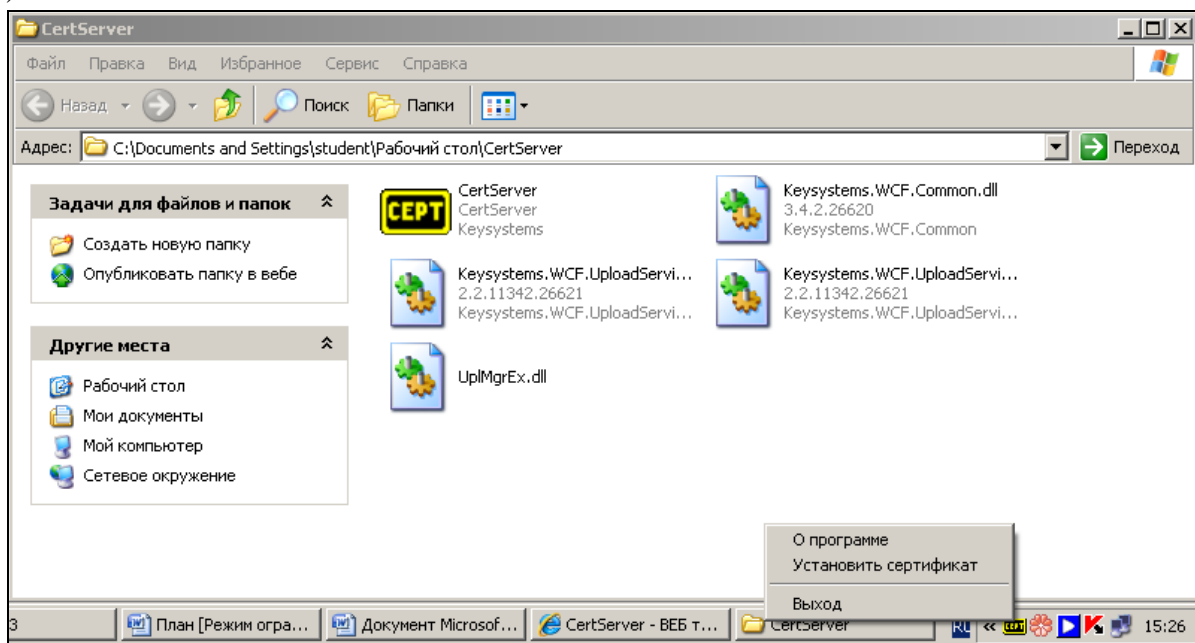 CertServer
Файл Правка Вид Избранное Сервис Справка
Назад Поиск Папки
Адрес: C:\Documents and Settings\student\Рабочий стол\CertServer Переход
Задачи для файлов и папок
Создать новую папку
Опубликовать папку в вебе
Другие места
Рабочий стол
Мои документы
Мой компьютер
Сетевое окружение
СЕРТ
CertServer
CertServer
Keysystems
Keysystems.WCF.Common.dll
3.4.2.26620
Keysystems.WCF.Common
Keysystems.WCF.UploadServi...
2.2.11342.26621
Keysystems.WCF.UploadServi...
Keysystems.WCF.UploadServi...
2.2.11342.26621
Keysystems.WCF.UploadServi...
UplMgrEx.dll
О программе
Установить сертификат
Выход
3 План [Режим огра... Документ Microsof... CertServer - ВЕБ т... CertServer RU « 15:26